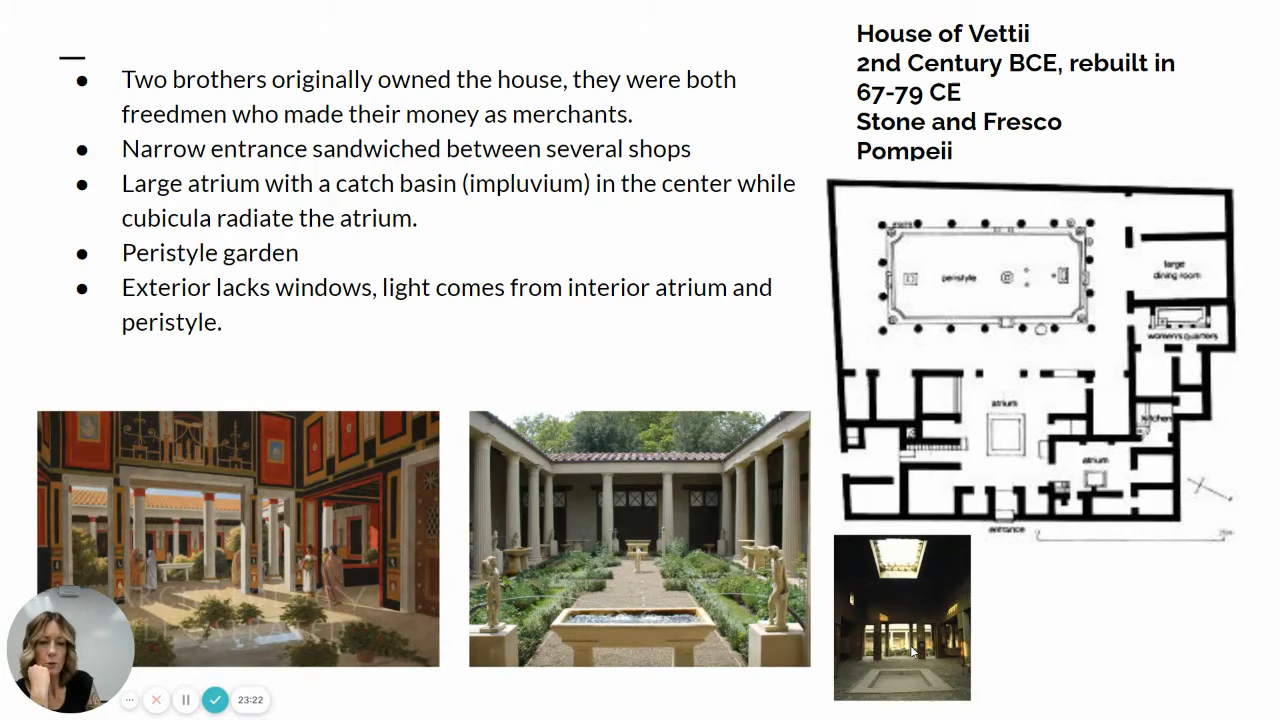 ● Two brothers originally owned the house, they were both
freedmen who made their money as merchants.
● Narrow entrance sandwiched between several shops
● Large atrium with a catch basin (impluvium) in the center while
cubicula radiate the atrium.
● Peristyle garden
● Exterior lacks windows, light comes from interior atrium and
peristyle.
House of Vettii
2nd Century BCE, rebuilt in
67-79 CE
Stone and Fresco
Pompeii
peristyle
large
dining room
women's quarters
atrium
kitchen
atrium
entrance
23:22